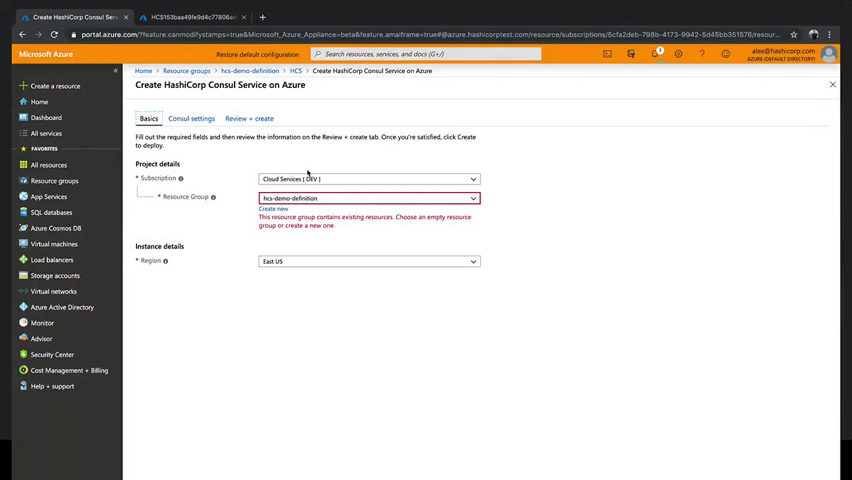 Create HashiCorp Consul Serv
HCS163baa49fe9d4c77806ad
portal.azure.com/?feature.canmodifystamps=true&Microsoft_Azure_Appliance=beta&feature.amaiframe=true#@azure.hashicorptest.com/resource/subscriptions/
Microsoft Azure
Restore default configuration
Search resources, services, and docs (G+/)
1
alex@hashicorp.com
AZURE (DEFAULT DIRECTORY)
Home > Resource groups > hcs-demo-definition > HCS > Create HashiCorp Consul Service on Azure
Create HashiCorp Consul Service on Azure
Create a resource
Home
Dashboard
All services
FAVORITES
All resources
Resource groups
App Services
SQL databases
Azure Cosmos DB
Virtual machines
Load balancers
Storage accounts
Virtual networks
Azure Active Directory
Monitor
Advisor
Security Center
Cost Management + Billing
Help + support
Basics
Consul settings
Review + create
Fill out the required fields and then review the information on the Review + create tab. Once you're satisfied, click Create
to deploy.
Project details
* Subscription
Cloud Services [ DEV ]
* Resource Group
hcs-demo-definition
Create new
This resource group contains existing resources. Choose an empty resource
group or create a new one.
Instance details
* Region
East US